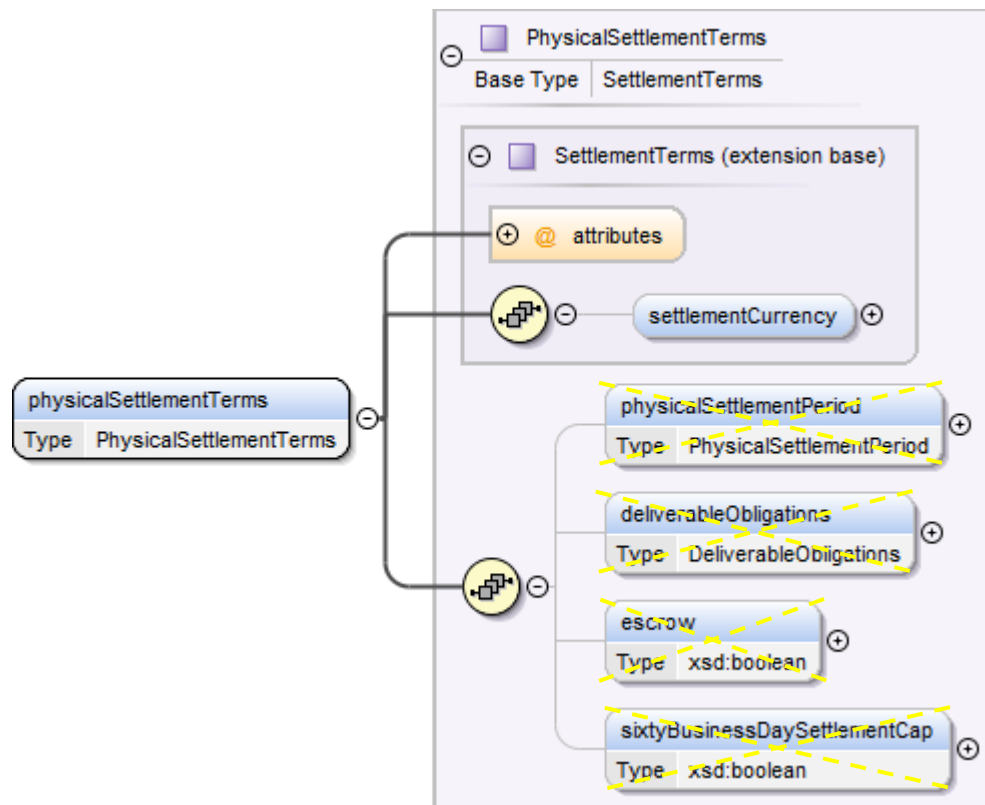 PhysicalSettlementTerms
Base Type SettlementTerms
SettlementTerms (extension base)
@ attributes
settlementCurrency
physicalSettlementTerms
Type PhysicalSettlementTerms
physicalSettlementPeriod
Type PhysicalSettlementPeriod
deliverableObligations
Type DeliverableObligations
escrow
Type xsd:boolean
sixtyBusinessDaySettlementCap
Type xsd:boolean